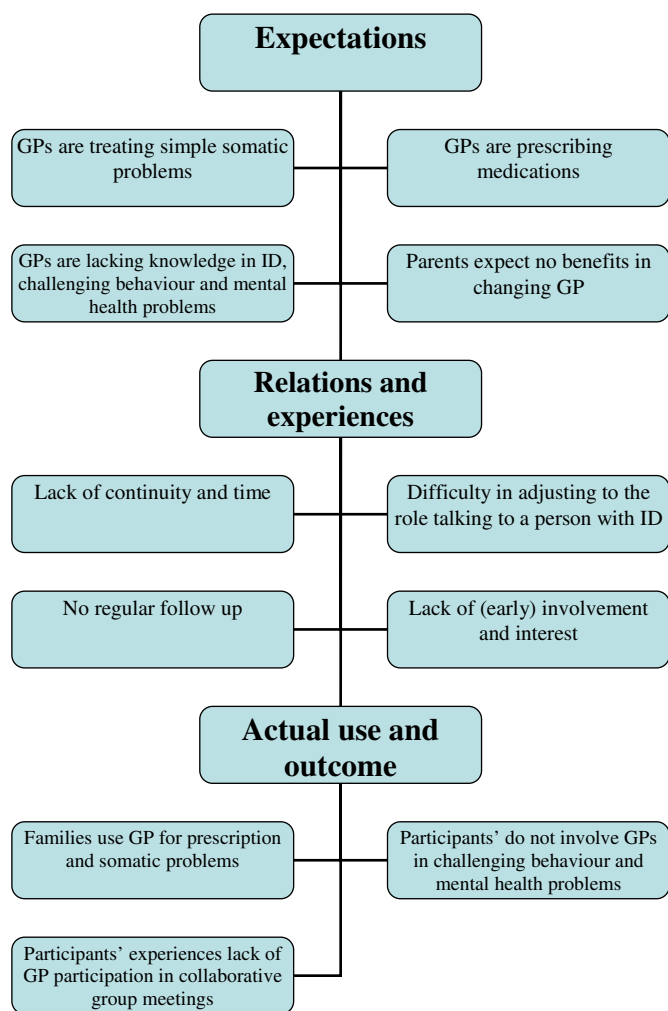 Expectations
GPs are treating simple somatic
problems
GPs are prescribing
medications
GPs are lacking knowledge in ID,
challenging behaviour and mental
health problems
Parents expect no benefits in
changing GP
Relations and
experiences
Lack of continuity and time
Difficulty in adjusting to the
role talking to a person with ID
No regular follow up
Lack of (early) involvement
and interest
Actual use and
outcome
Families use GP for prescription
and somatic problems
Participants’ do not involve GPs
in challenging behaviour and
mental health problems
Participants’ experiences lack of
GP participation in collaborative
group meetings